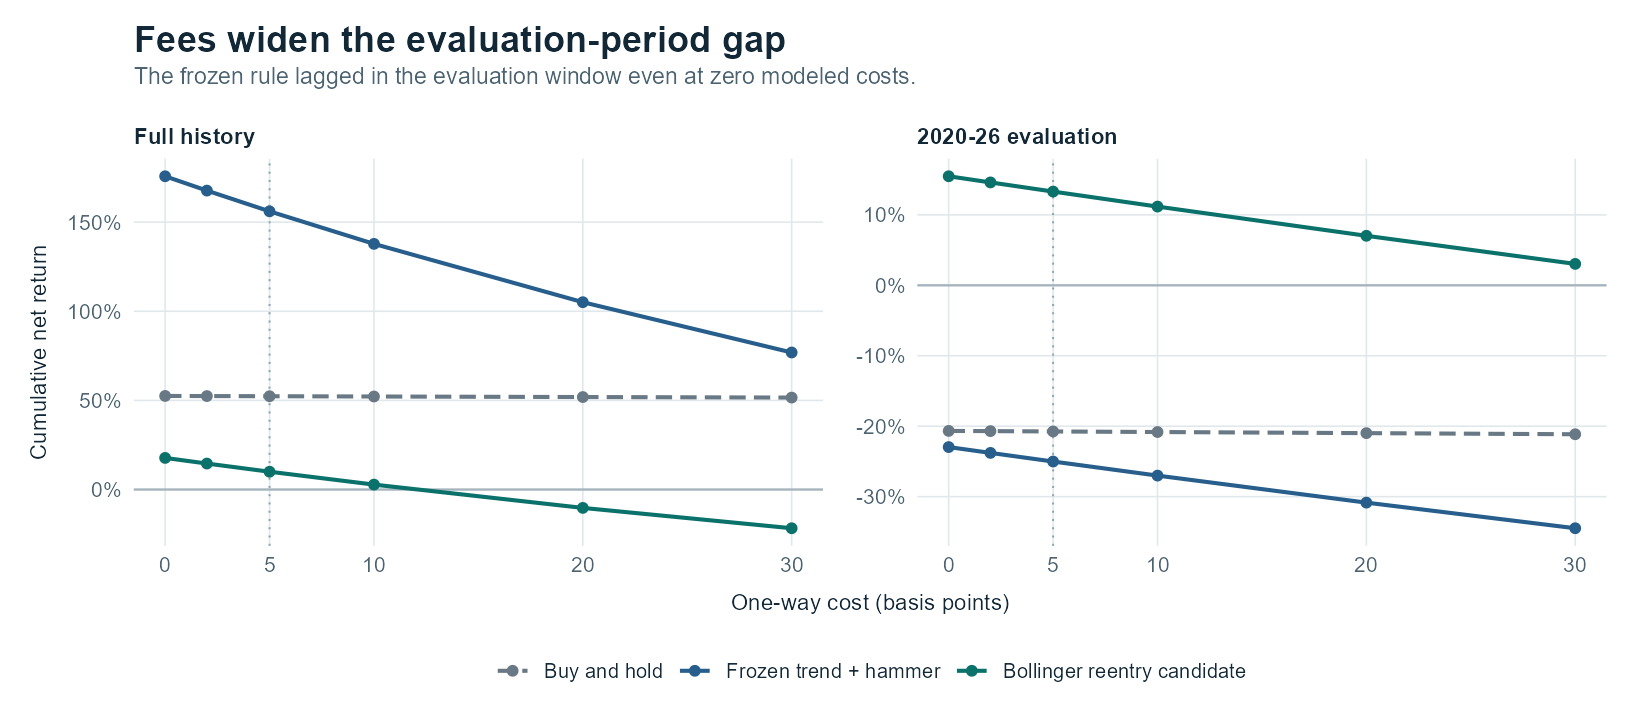 Fees widen the evaluation-period gap
The frozen rule lagged in the evaluation window even at zero modeled costs.
Full history
2020-26 evaluation
Cumulative net return
150%
100%
50%
0%
10%
0%
-10%
-20%
-30%
0 5 10 20 30
0 5 10 20 30
One-way cost (basis points)
Buy and hold Frozen trend + hammer Bollinger reentry candidate